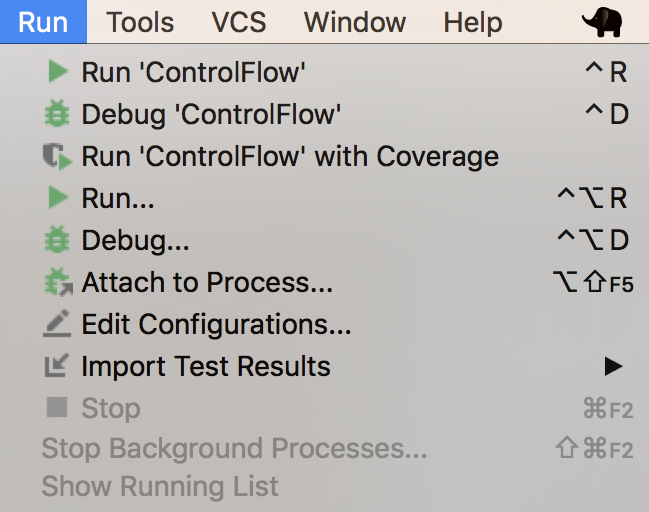 Run Tools VCS Window Help
Run 'ControlFlow' ⌃R
Debug 'ControlFlow' ⌃D
Run 'ControlFlow' with Coverage
Run... ⌃⌥R
Debug... ⌃⌥D
Attach to Process... ⌥⇧F5
Edit Configurations...
Import Test Results ▶
Stop ⌘F2
Stop Background Processes... ⇧⌘F2
Show Running List